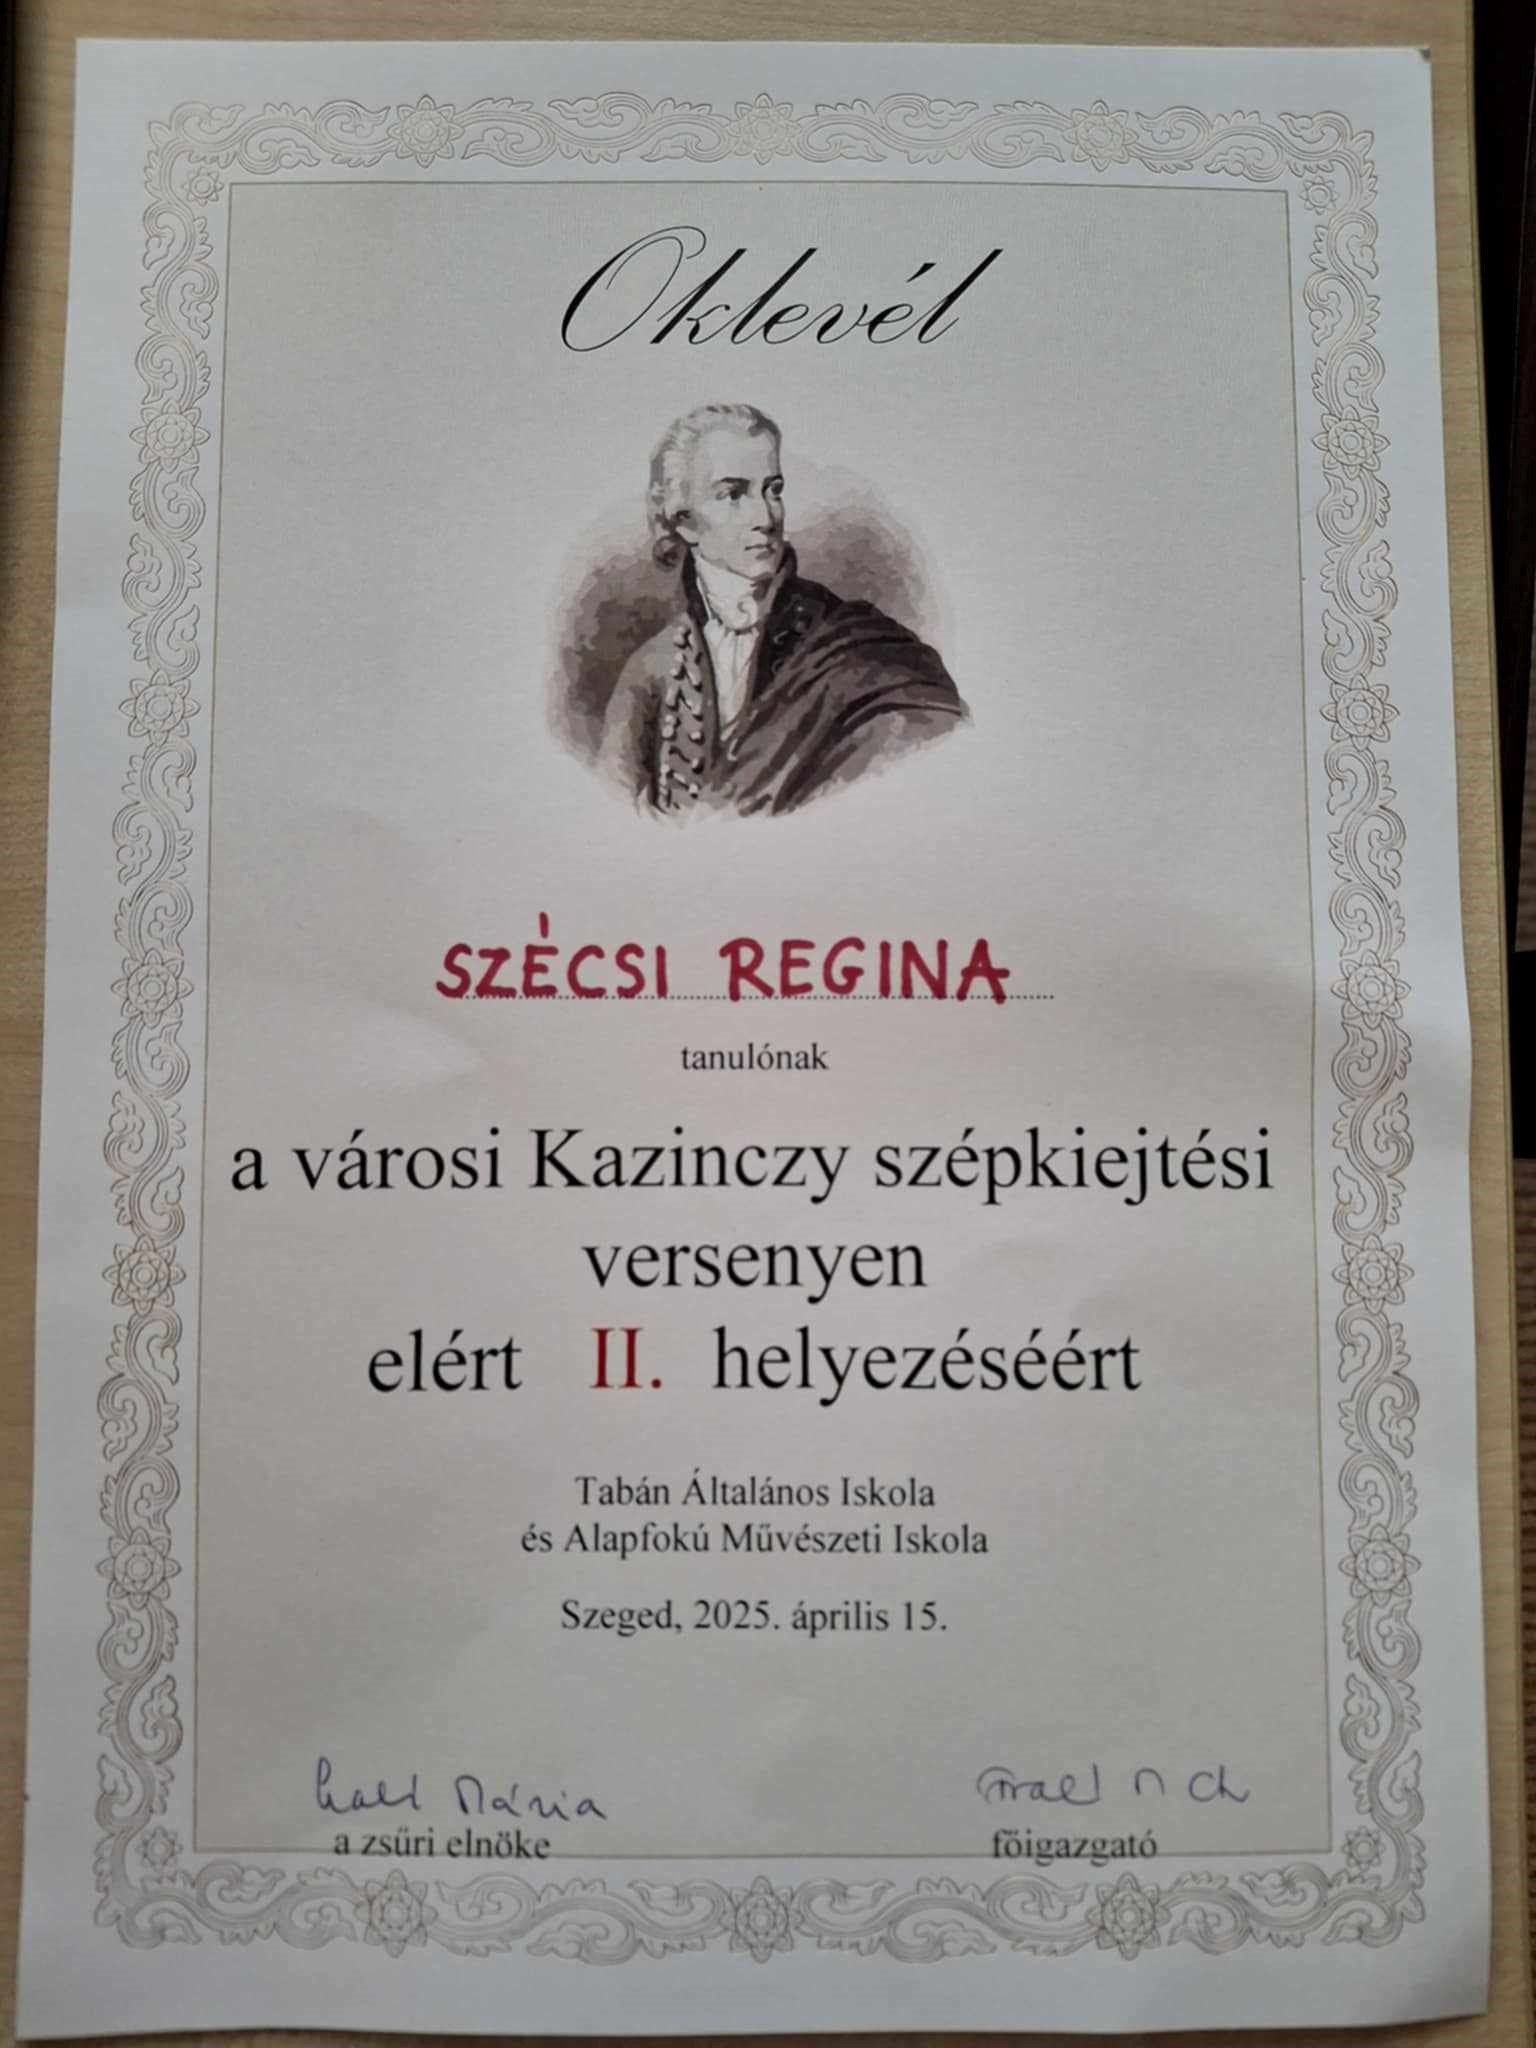 Oklevél
SZÉCSI REGINA
tanulónak
a városi Kazinczy szépkiejtési
versenyen
elért II. helyezéséért
Tabán Általános Iskola
és Alapfokú Művészeti Iskola
Szeged, 2025. április 15.
Mária
a zsűri elnöke
főigazgató